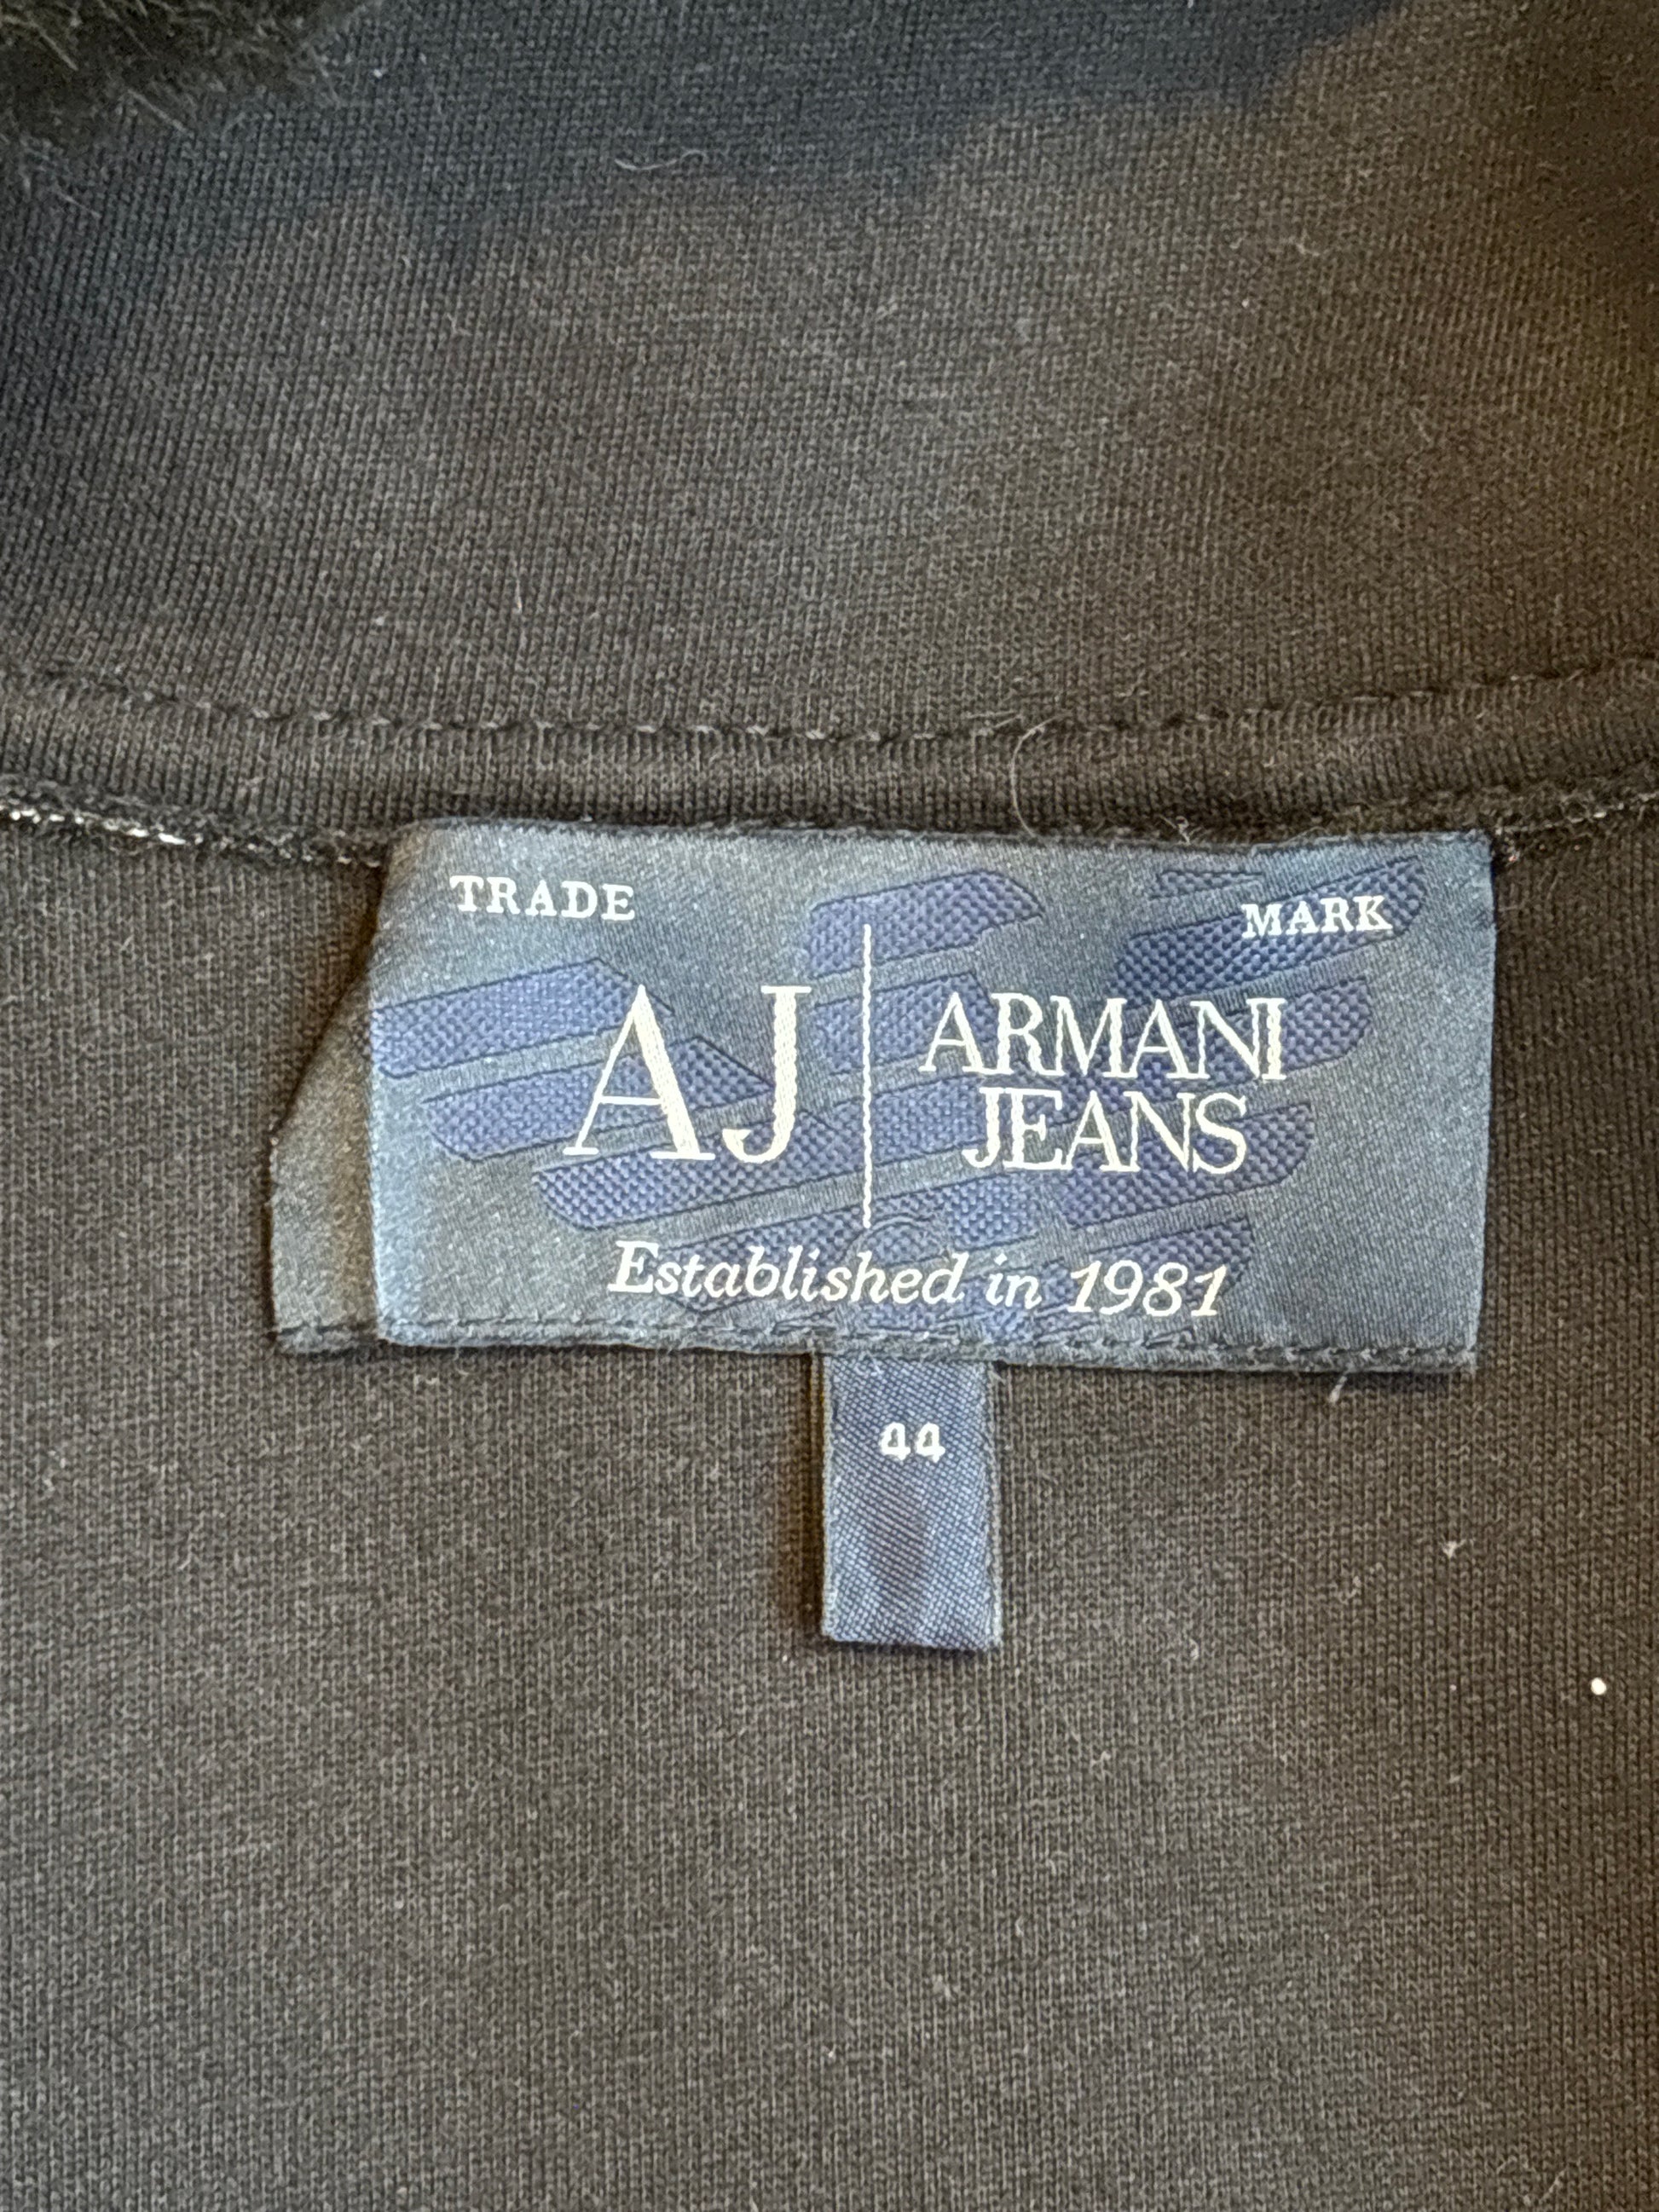 TRADE MARK
AJ ARMANI
JEANS
Established in 1981
44